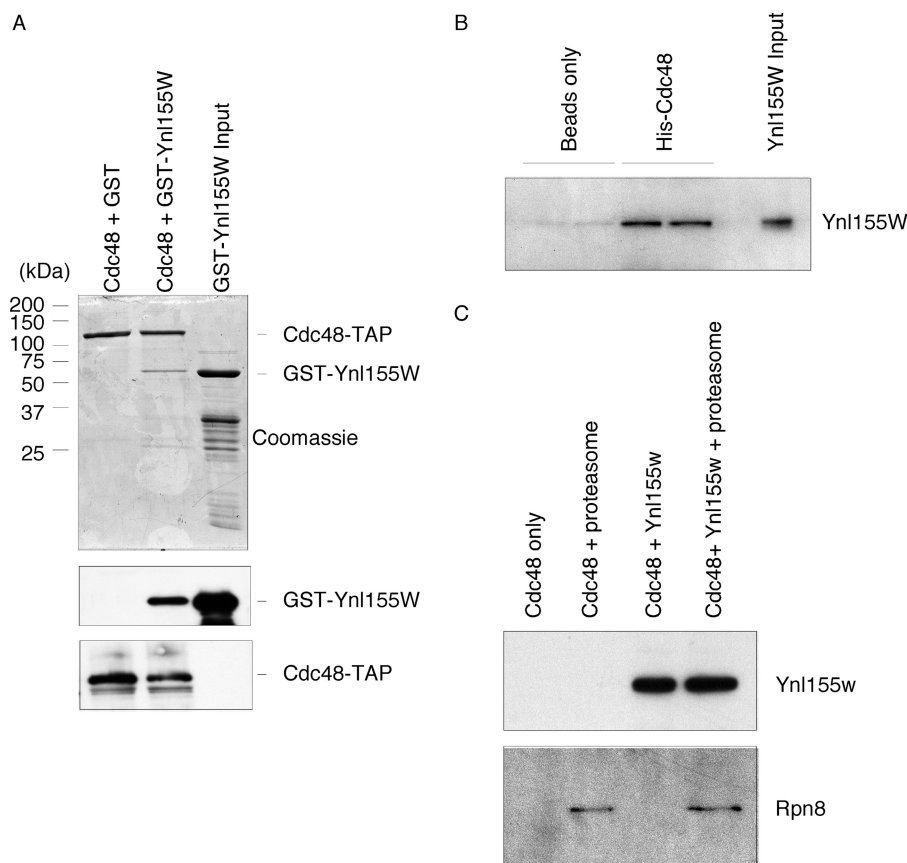 A
Cdc48 + GST
Cdc48 + GST-Ynl155W
GST-Ynl155W Input
(kDa)
200
150
100
75
50
37
25
Cdc48-TAP
GST-Ynl155W
Coomassie
GST-Ynl155W
Cdc48-TAP
B
Beads only
His-Cdc48
Ynl155W Input
Ynl155W
C
Cdc48 only
Cdc48 + proteasome
Cdc48 + Ynl155w
Cdc48+ Ynl155w + proteasome
Ynl155w
Rpn8